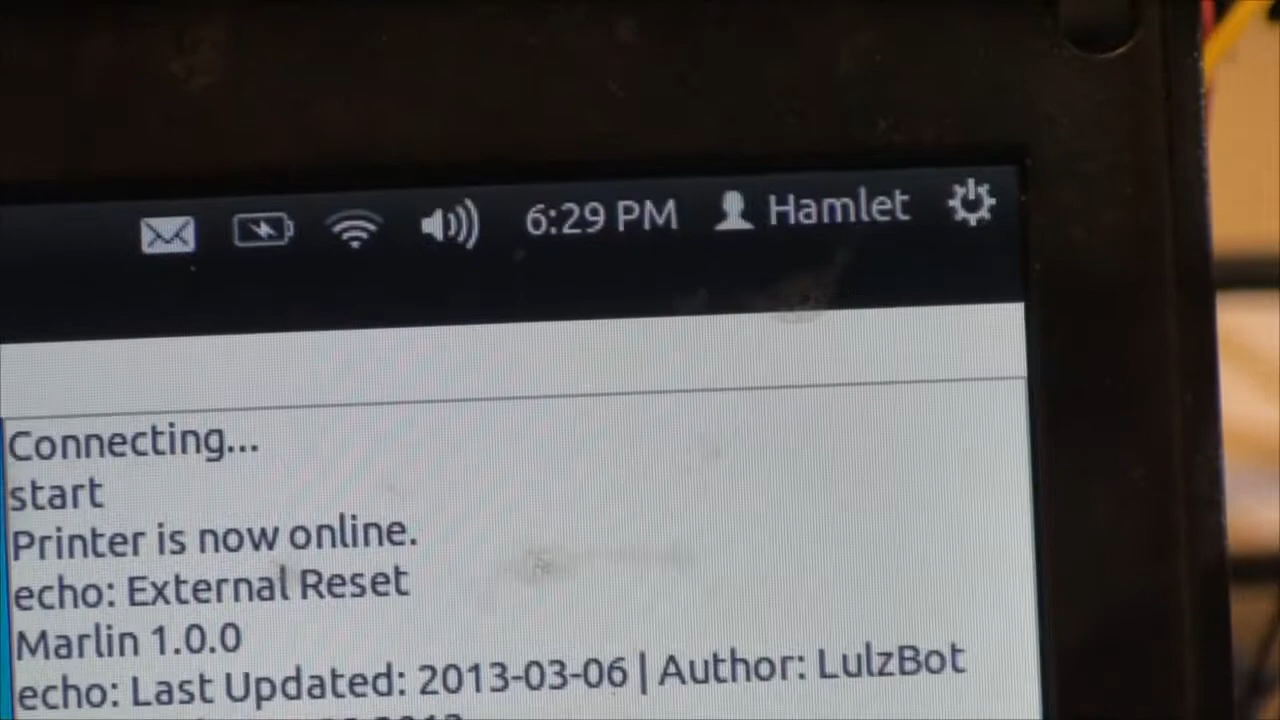 6:29 PM Hamlet
Connecting...
start
Printer is now online.
echo: External Reset
Marlin 1.0.0
echo: Last Updated: 2013-03-06 | Author: LulzBot